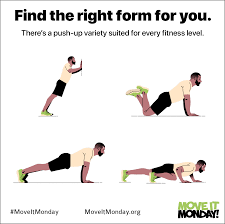 Find the right form for you.
There's a push-up variety suited for every fitness level.
#MoveItMonday
MoveItMonday.org
MOVE IT
MONDAY!